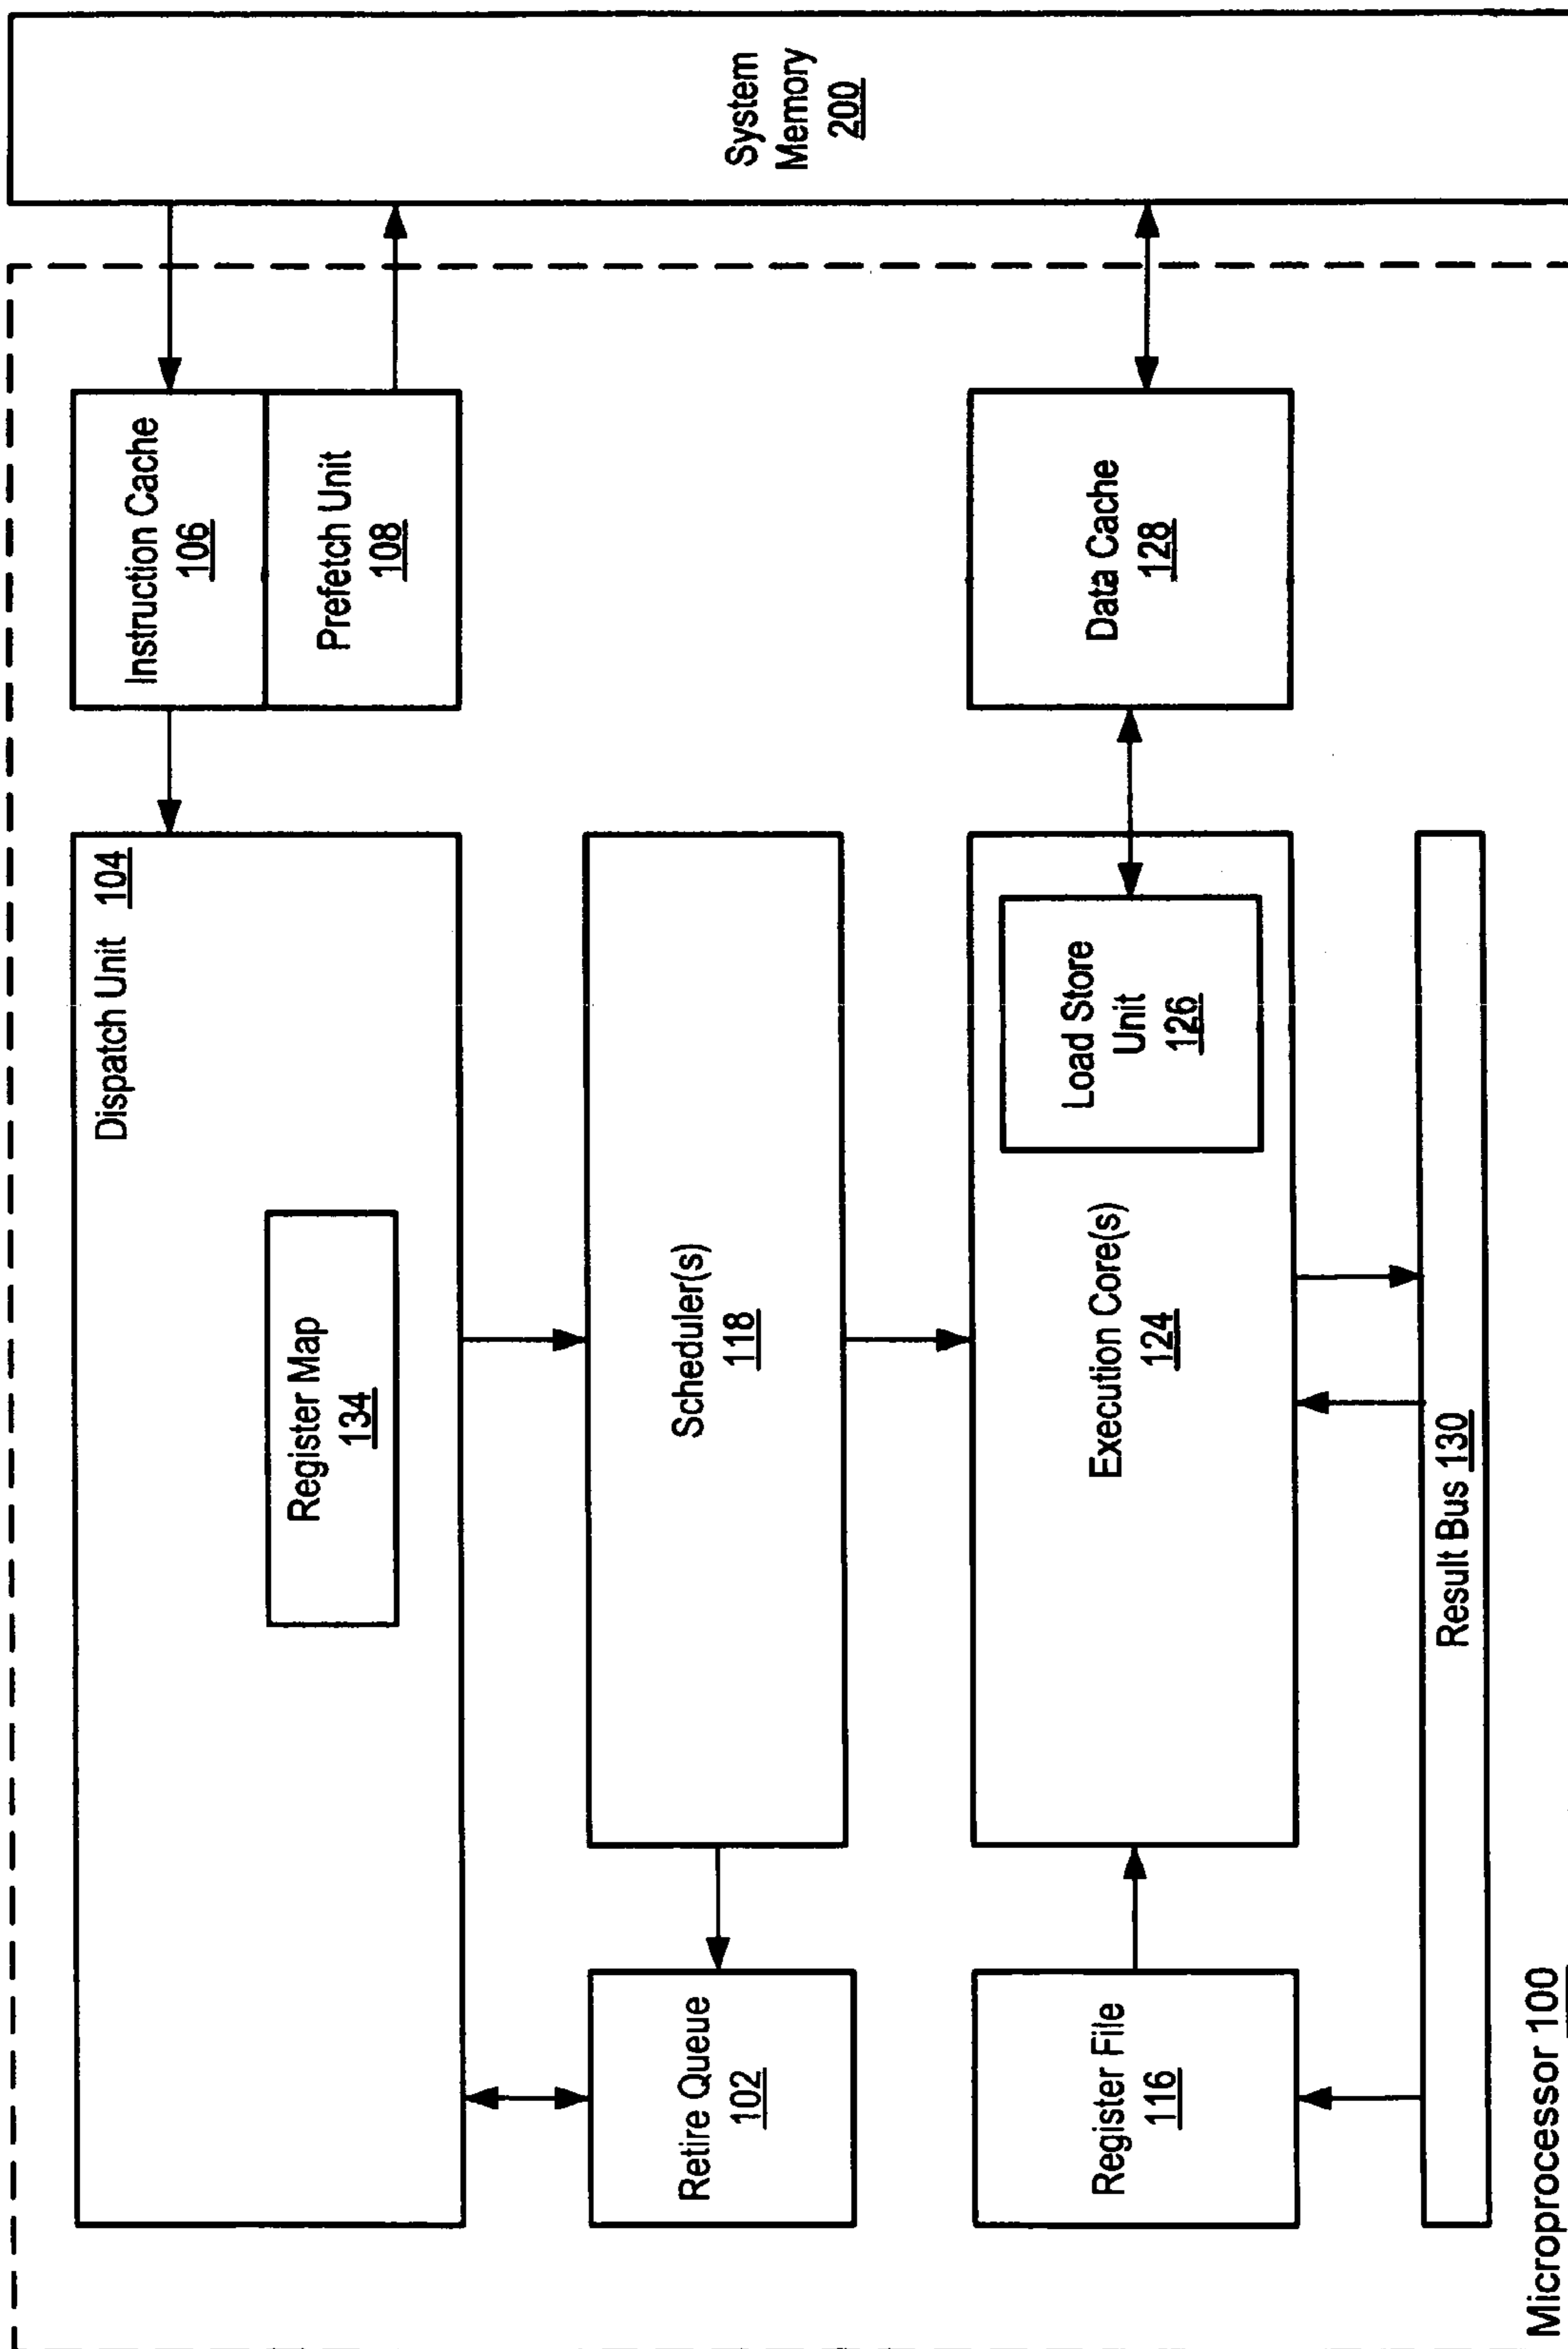 System
Memory
200
Instruction Cache
106
Prefetch Unit
108
Data Cache
128
Dispatch Unit 104
Register Map
134
Scheduler(s)
118
Load Store
Unit
126
Execution Core(s)
124
Result Bus 130
Retire Queue
102
Register File
116
Microprocessor 100